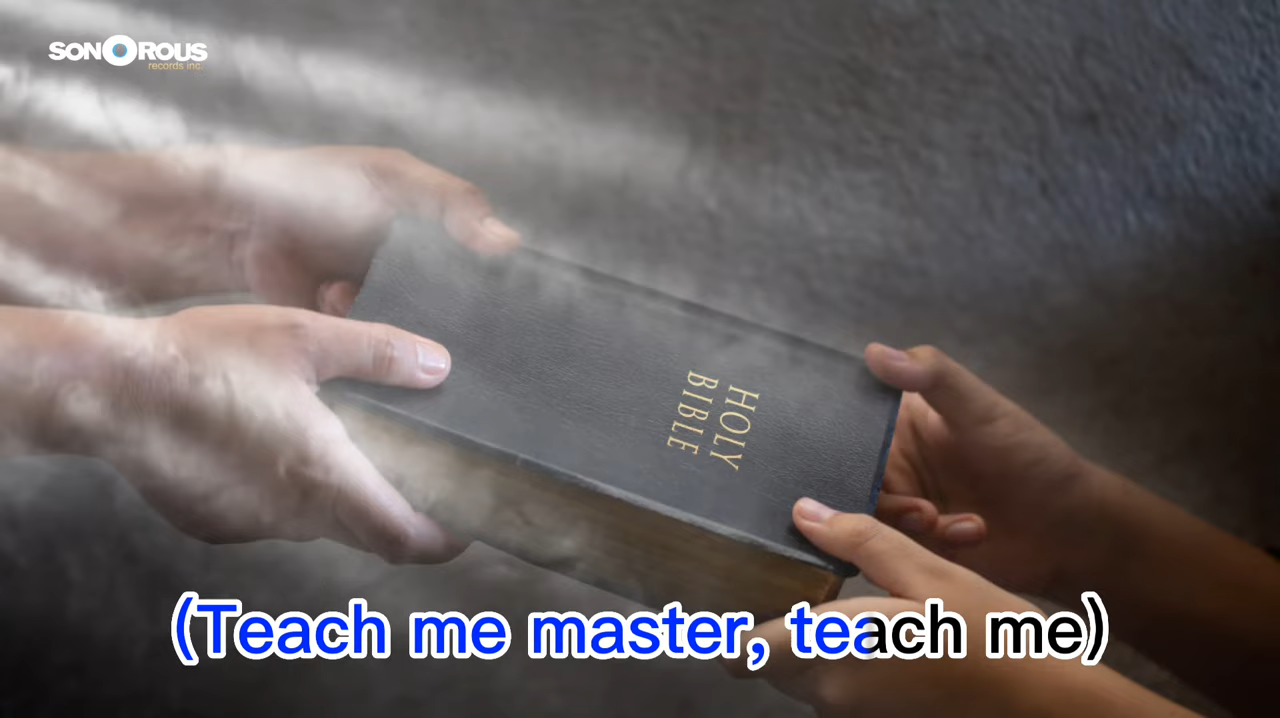 SONOROUS
records inc.
HOLY
BIBLE
(Teach me master, teach me)